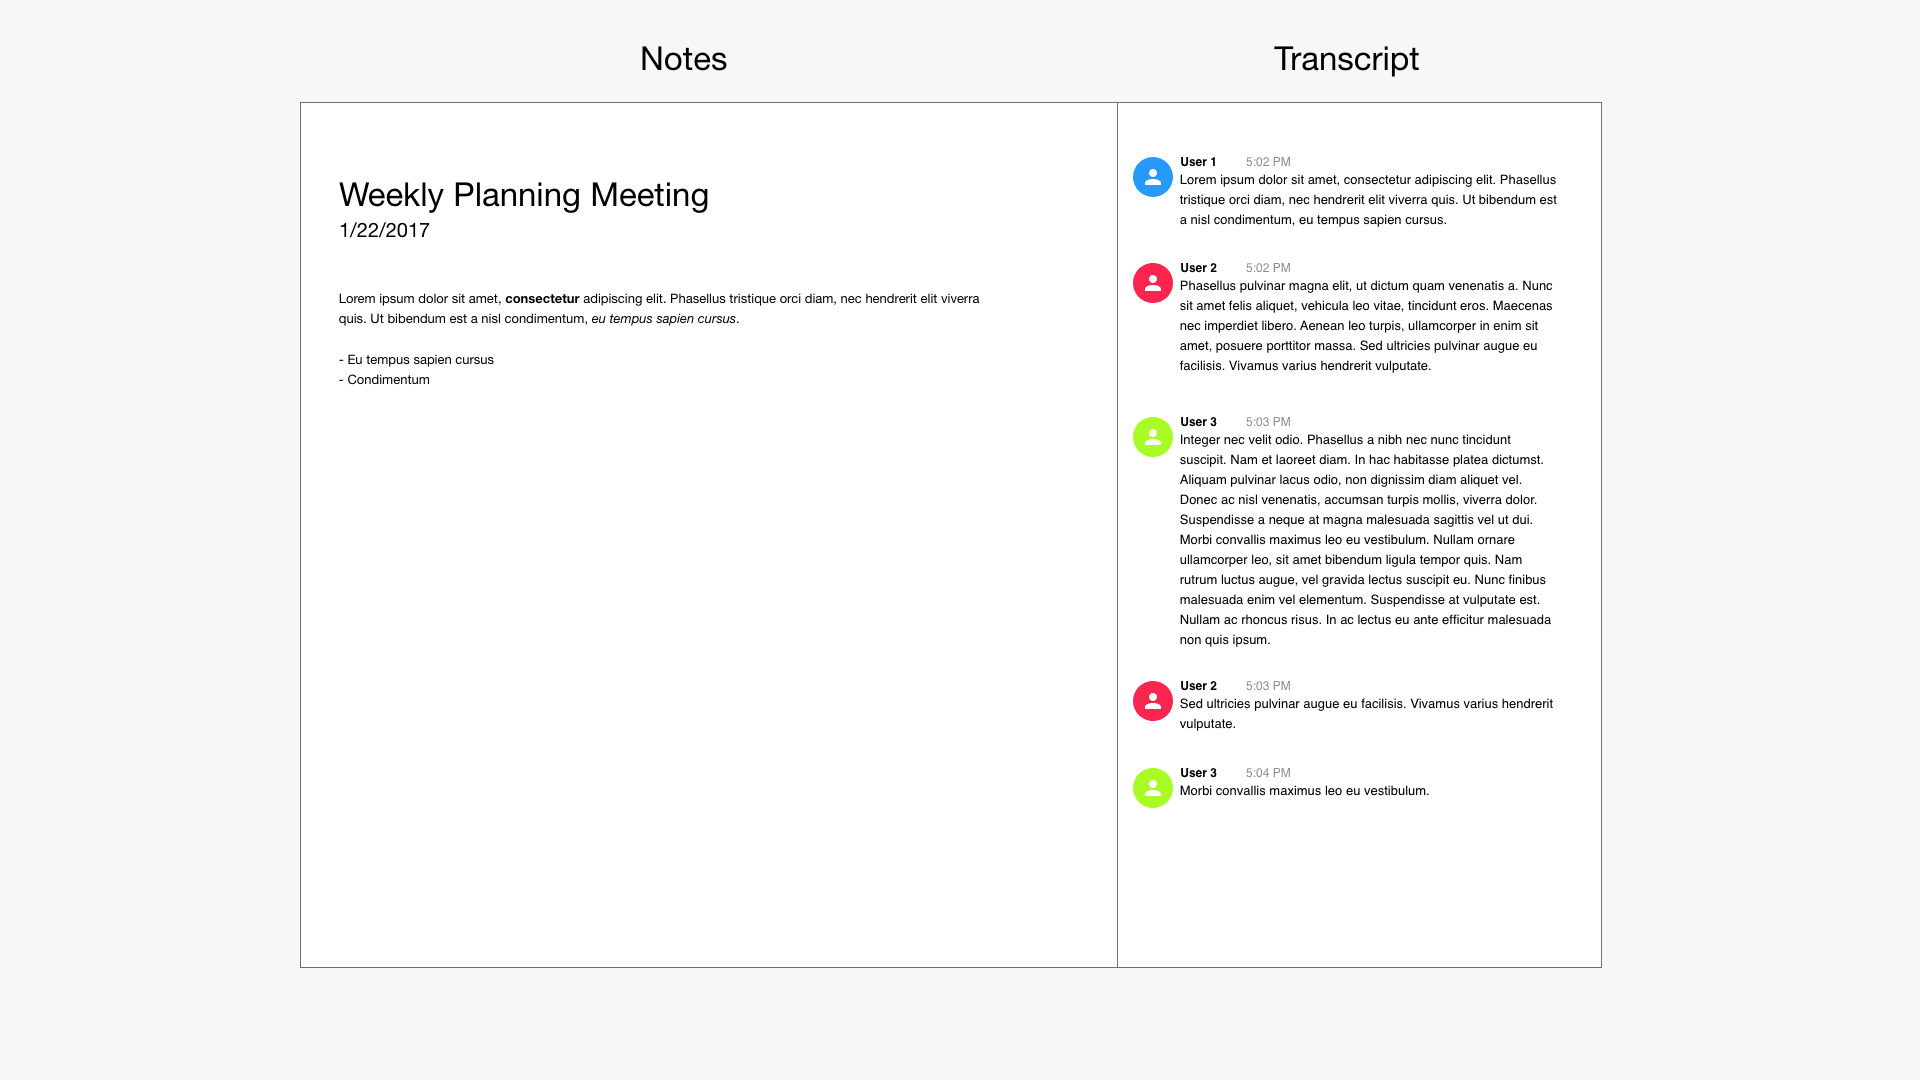 Notes
Transcript
Weekly Planning Meeting
1/22/2017
Lorem ipsum dolor sit amet, consectetur adipiscing elit. Phasellus tristique orci diam, nec hendrerit elit viverra
quis. Ut bibendum est a nisl condimentum, eu tempus sapien cursus.
- Eu tempus sapien cursus
- Condimentum
User 1 5:02 PM
Lorem ipsum dolor sit amet, consectetur adipiscing elit. Phasellus
tristique orci diam, nec hendrerit elit viverra quis. Ut bibendum est
a nisl condimentum, eu tempus sapien cursus.
User 2 5:02 PM
Phasellus pulvinar magna elit, ut dictum quam venenatis a. Nunc
sit amet felis aliquet, vehicula leo vitae, tincidunt eros. Maecenas
nec imperdiet libero. Aenean leo turpis, ullamcorper in enim sit
amet, posuere porttitor massa. Sed ultricies pulvinar augue eu
facilisis. Vivamus varius hendrerit vulputate.
User 3 5:03 PM
Integer nec velit odio. Phasellus a nibh nec nunc tincidunt
suscipit. Nam et laoreet diam. In hac habitasse platea dictumst.
Aliquam pulvinar lacus odio, non dignissim diam aliquet vel.
Donec ac nisl venenatis, accumsan turpis mollis, viverra dolor.
Suspendisse a neque at magna malesuada sagittis vel ut dui.
Morbi convallis maximus leo eu vestibulum. Nullam ornare
ullamcorper leo, sit amet bibendum ligula tempor quis. Nam
rutrum luctus augue, vel gravida lectus suscipit eu. Nunc finibus
malesuada enim vel elementum. Suspendisse at vulputate est.
Nullam ac rhoncus risus. In ac lectus eu ante efficitur malesuada
non quis ipsum.
User 2 5:03 PM
Sed ultricies pulvinar augue eu facilisis. Vivamus varius hendrerit
vulputate.
User 3 5:04 PM
Morbi convallis maximus leo eu vestibulum.